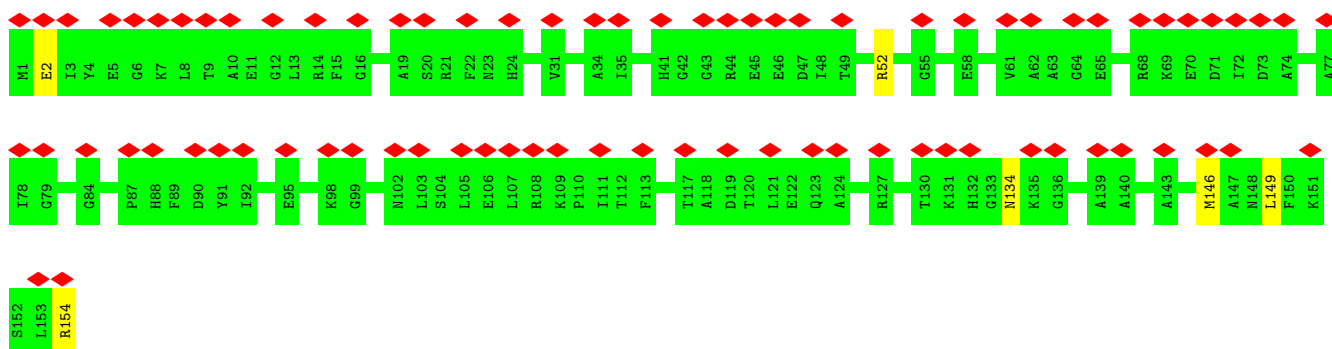 M1 E2 I3 Y4 E5 G6 K7 L8 T9 A10 E11 G12 L13 R14 F15 G16 A19 S20 R21 F22 N23 H24 V31 A34 I35 H41 G42 G43 R44 E45 E46 D47 I48 T49 R52 G55 E58 V61 A62 A63 G64 E65 R68 K69 E70 D71 I72 D73 A74 A77
I78 G79 G84 P87 H88 F89 D90 Y91 I92 E95 K98 G99 N102 L103 S104 L105 E106 L107 R108 K109 P110 I111 T112 F113 T117 A118 D119 T120 L121 E122 Q123 A124 R127 T130 K131 H132 G133 N134 K135 G136 A139 A140 A143 M146 A147 N148 L149 F150 K151
S152 L153 R154